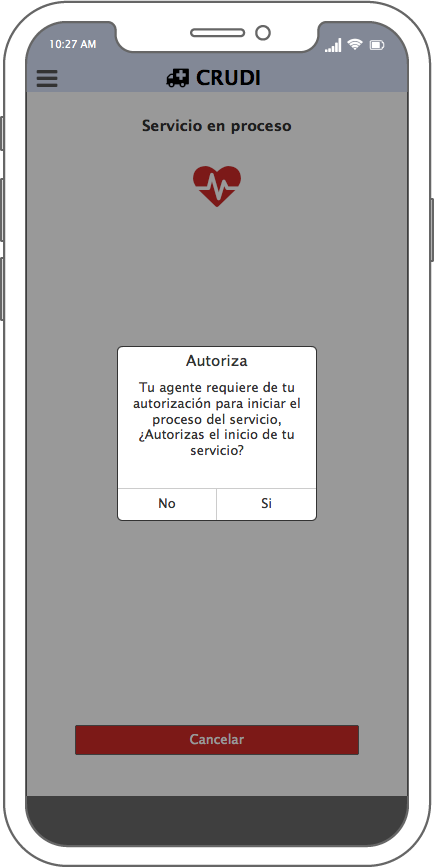 10:27 AM
CRUDI
Servicio en proceso
Autoriza
Tu agente requiere de tu
autorización para iniciar el
proceso del servicio,
¿Autorizas el inicio de tu
servicio?
No
Si
Cancelar